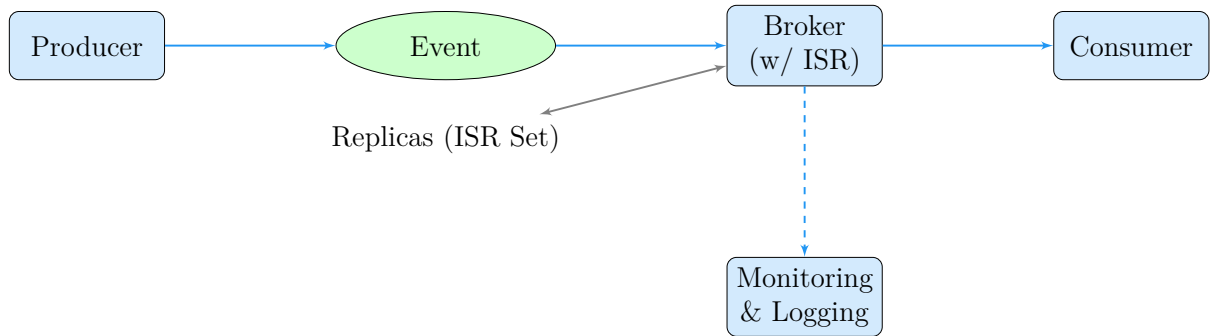 Producer
Event
Broker
(w/ ISR)
Consumer
Replicas (ISR Set)
Monitoring
& Logging